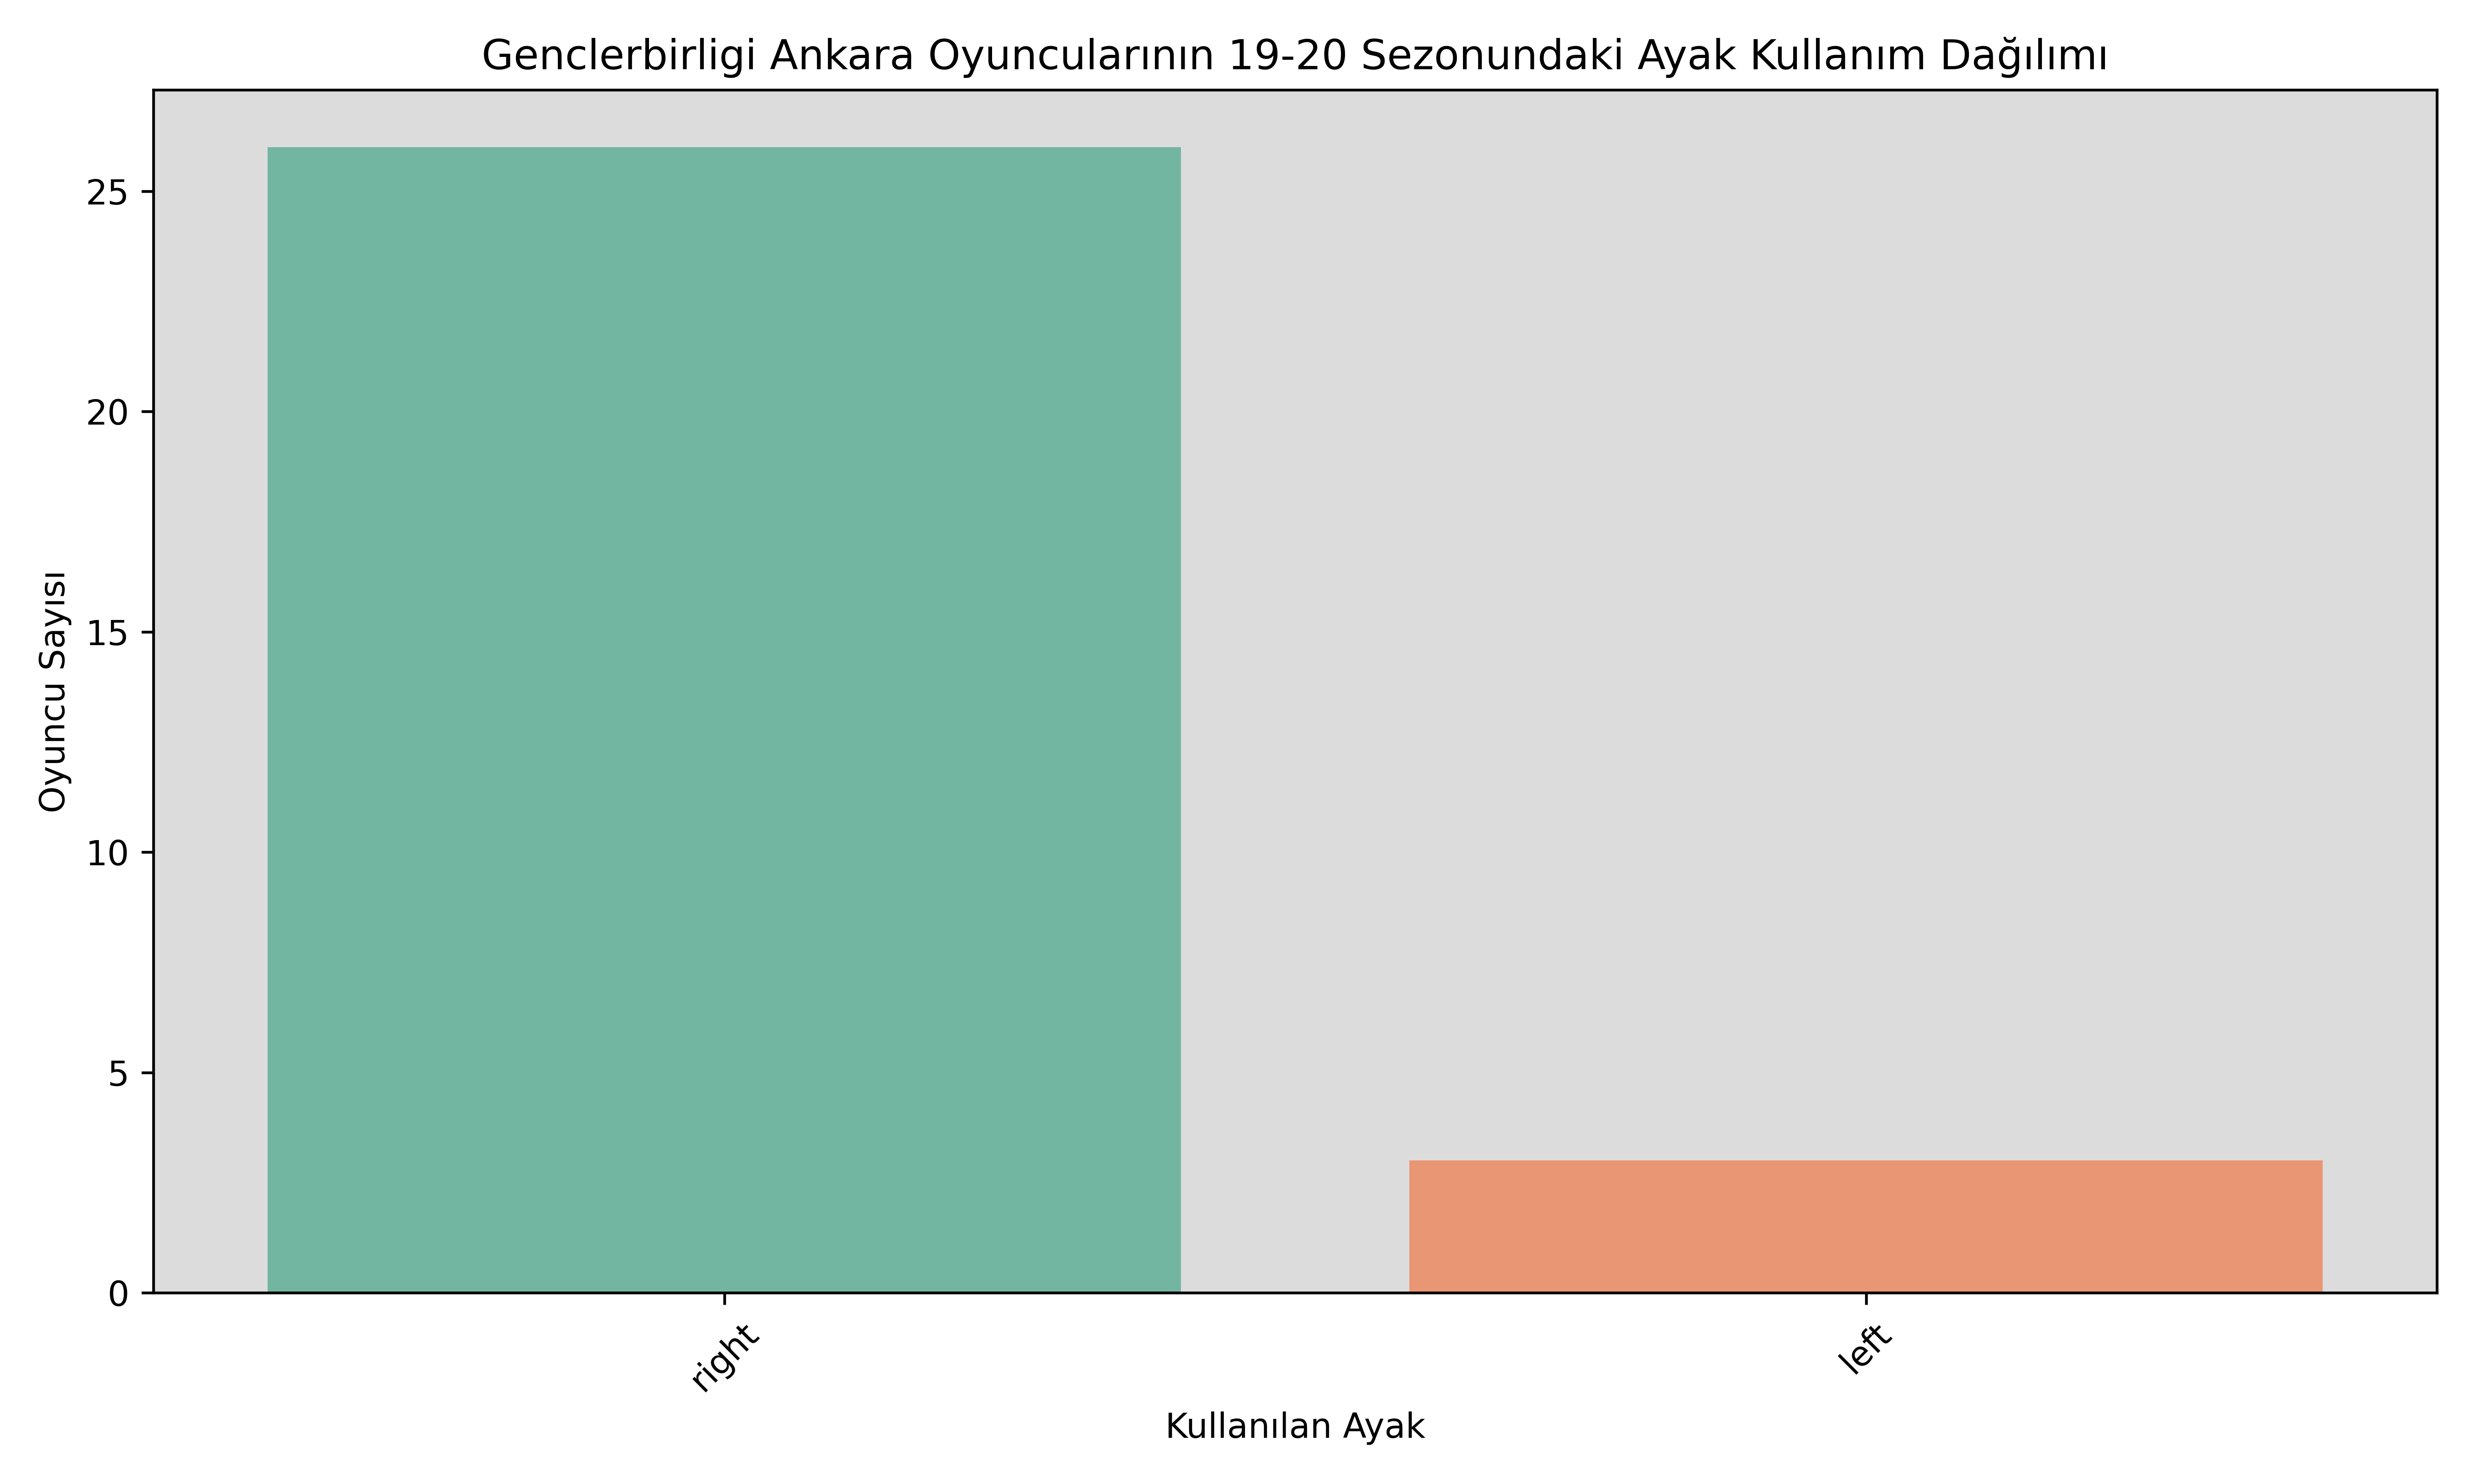 Genclerbirligi Ankara Oyuncularının 19-20 Sezonundaki Ayak Kullanım Dağılımı
Oyuncu Sayısı
25
20
15
10
5
0
right
left
Kullanılan Ayak